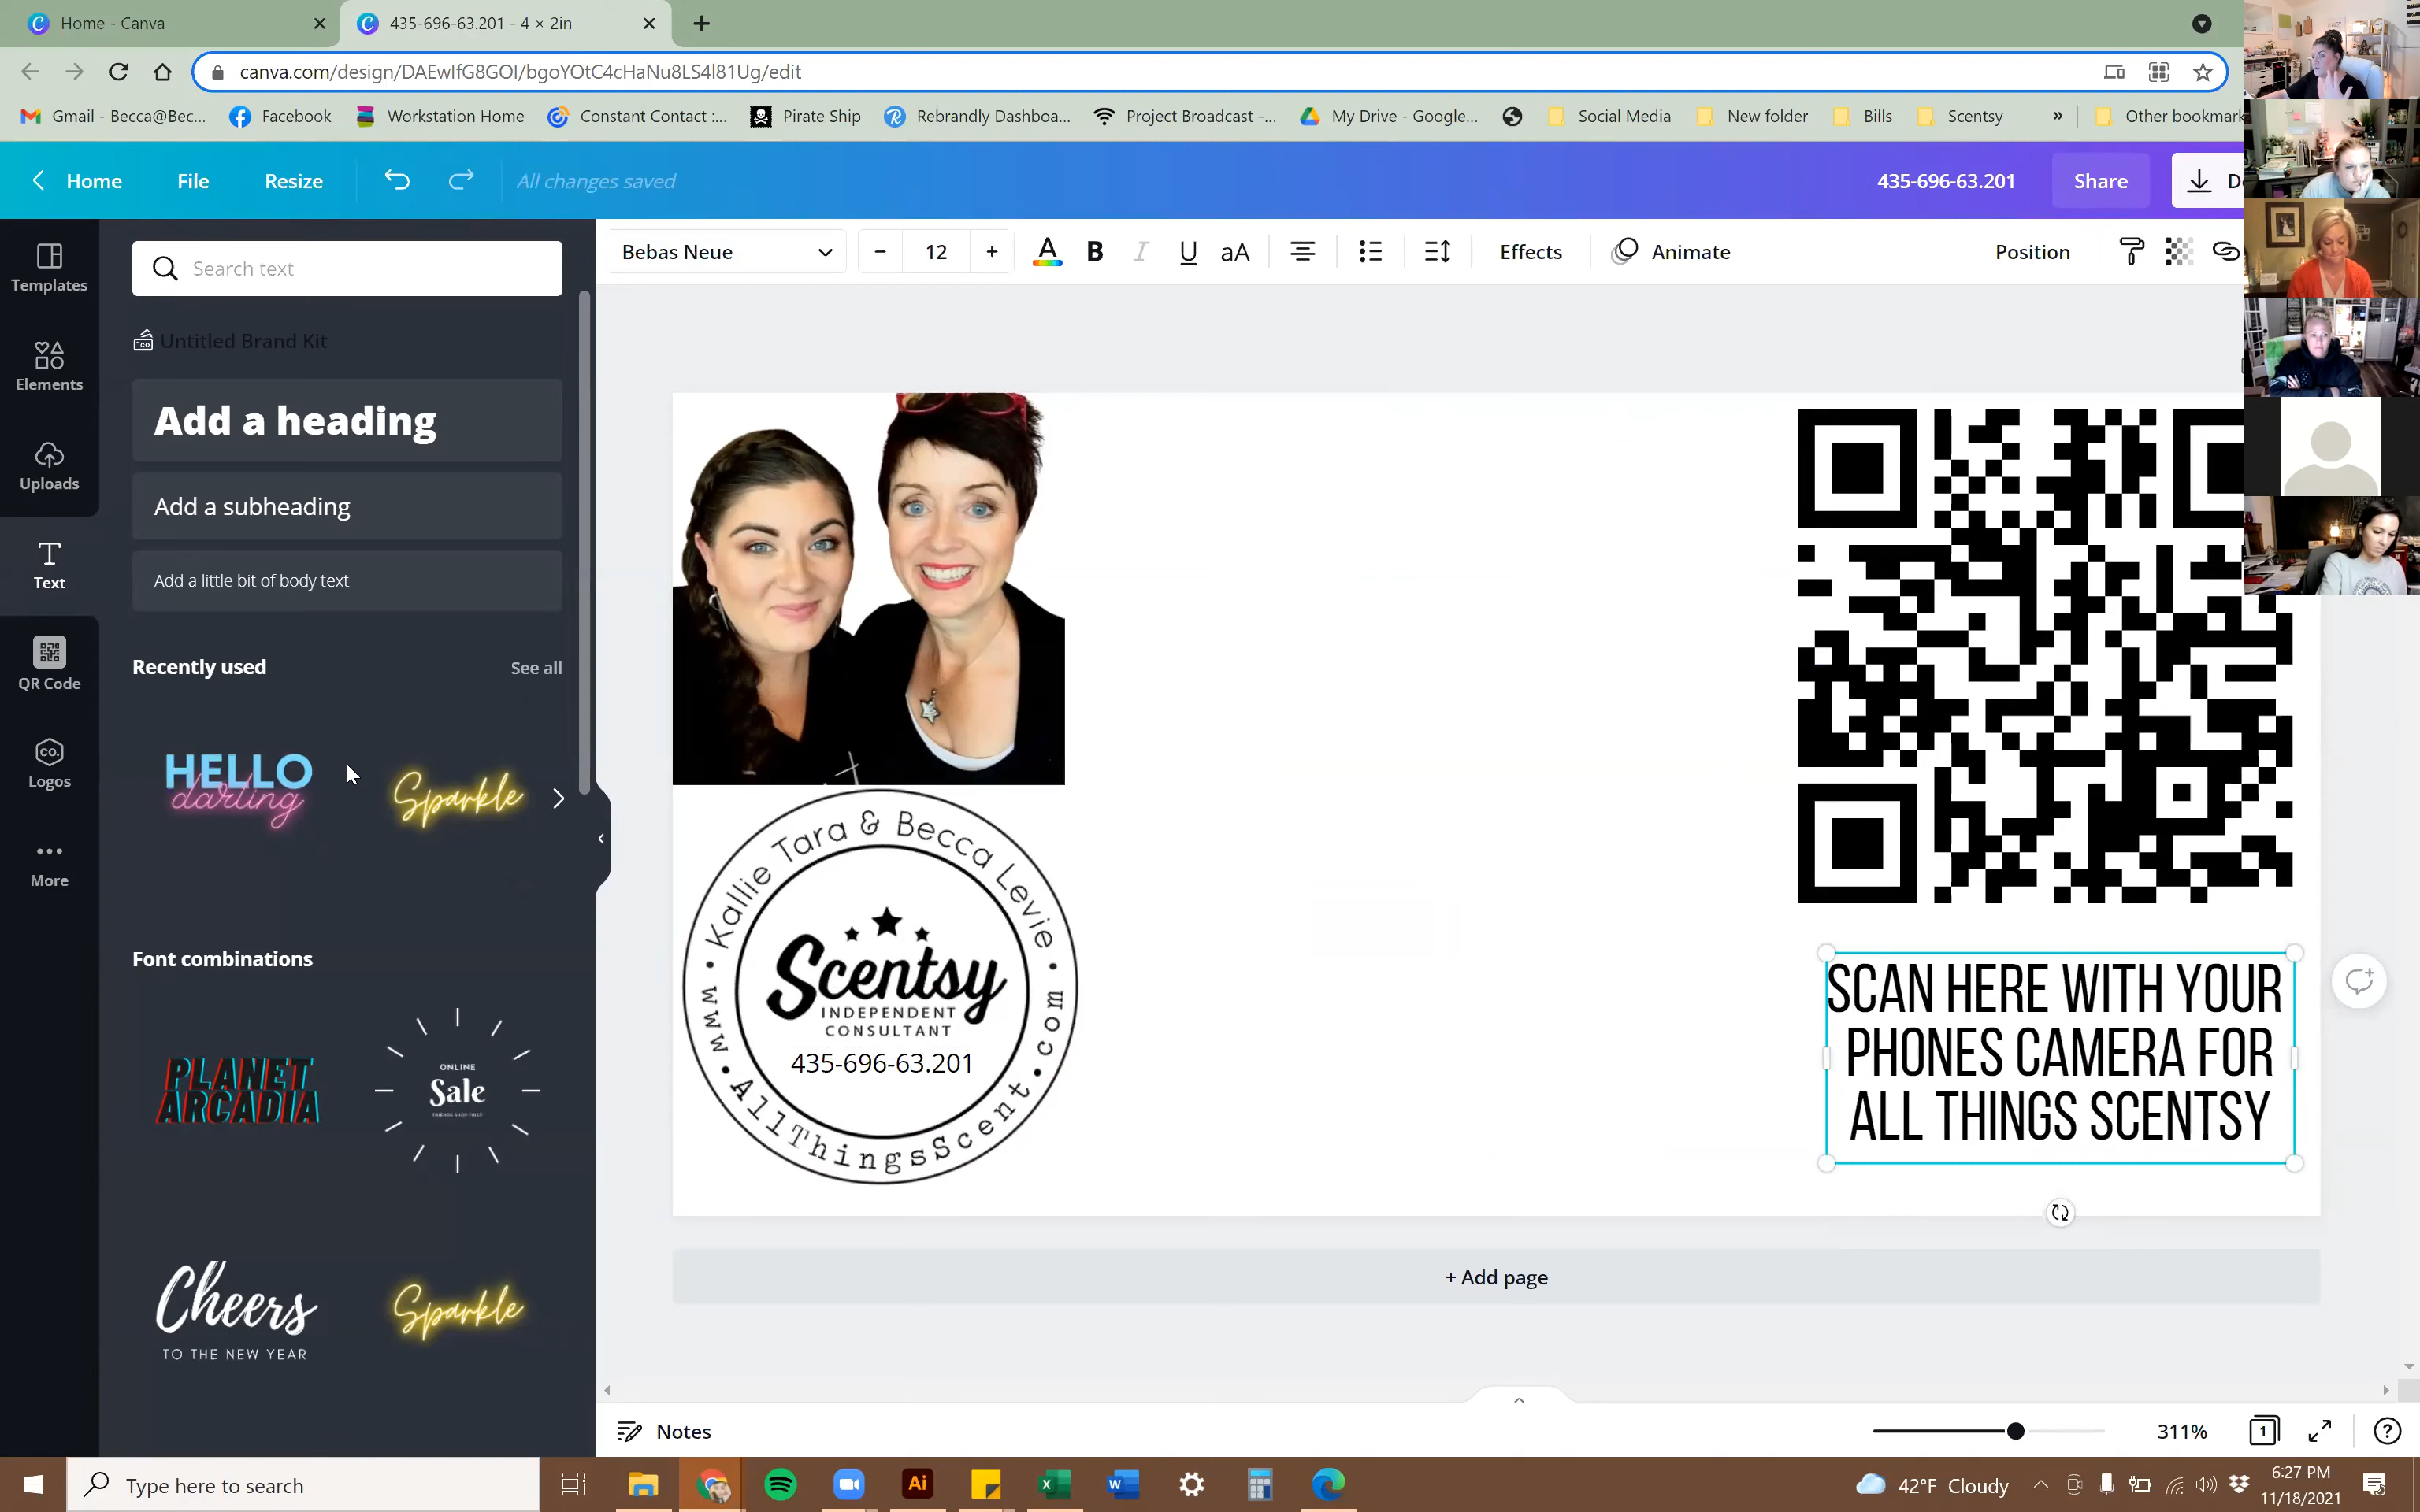 Home - Canva
435-696-63.201 - 4 × 2in
canva.com/design/DAEwlfG8GOI/bgoYOtC4cHaNu8LS4l81Ug/edit
Gmail - Becca@Bec...
Facebook
Workstation Home
Constant Contact :...
Pirate Ship
Rebrandly Dashboa...
Project Broadcast -...
My Drive - Google...
Social Media
New folder
Bills
Scentsy
»
Other bookmark
Home
File
Resize
All changes saved
435-696-63.201
Share
D
Search text
Bebas Neue
12
A
B
I
U
aA
Effects
Animate
Position
Templates
Elements
Uploads
Text
QR Code
Logos
More
Untitled Brand Kit
Add a heading
Add a subheading
Add a little bit of body text
Recently used
See all
HELLO
darling
Sparkle
Font combinations
PLANET
ARCADIA
ONLINE
Sale
FRIENDS SHOP FIRST
Cheers
TO THE NEW YEAR
Sparkle
Kallie Tara & Becca Levie
Scentsy
INDEPENDENT
CONSULTANT
435-696-63.201
www.AllThingsScent.com
SCAN HERE WITH YOUR
PHONES CAMERA FOR
ALL THINGS SCENTSY
+ Add page
Notes
311%
1
?
Type here to search
42°F Cloudy
6:27 PM
11/18/2021